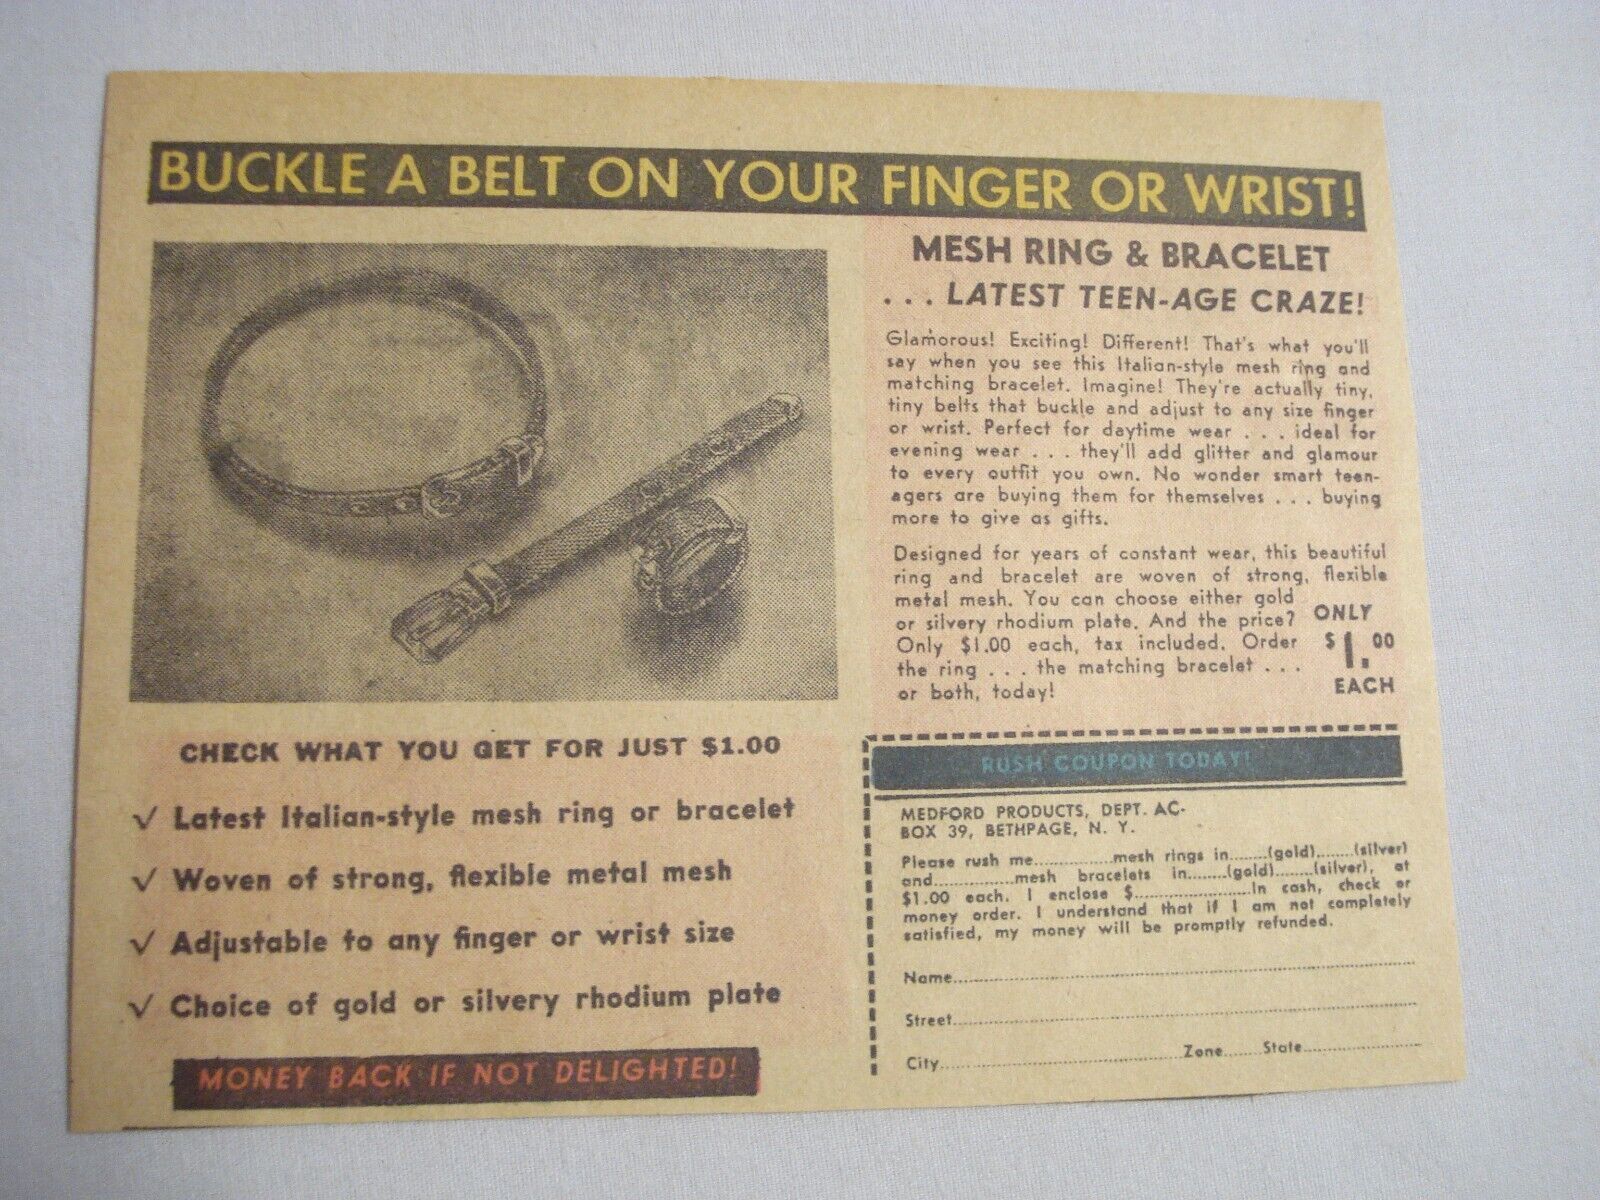 BUCKLE A BELT ON YOUR FINGER OR WRIST!
MESH RING & BRACELET
. . . LATEST TEEN-AGE CRAZE!
Glamorous! Exciting! Different! That's what you'll
say when you see this Italian-style mesh ring and
matching bracelet. Imagine! They're actually tiny,
tiny belts that buckle and adjust to any size finger
or wrist. Perfect for daytime wear . . . ideal for
evening wear . . . they'll add glitter and glamour
to every outfit you own. No wonder smart teen-
agers are buying them for themselves . . . buying
more to give as gifts.
Designed for years of constant wear, this beautiful
ring and bracelet are woven of strong, flexible
metal mesh. You can choose either gold
or silvery rhodium plate. And the price?
Only $1.00 each, tax included. Order
the ring . . . the matching bracelet . . .
or both, today!
ONLY
$1.00
EACH
CHECK WHAT YOU GET FOR JUST $1.00
√ Latest Italian-style mesh ring or bracelet
√ Woven of strong, flexible metal mesh
√ Adjustable to any finger or wrist size
√ Choice of gold or silvery rhodium plate
MONEY BACK IF NOT DELIGHTED!
RUSH COUPON TODAY!
MEDFORD PRODUCTS, DEPT. AC-
BOX 39, BETHPAGE, N. Y.
Please rush me............mesh rings in.......(gold).......(silver)
and.............mesh bracelets in.......(gold).......(silver), at
$1.00 each. I enclose $....................In cash, check or
money order. I understand that if I am not completely
satisfied, my money will be promptly refunded.
Name........................................
Street........................................
City..............................Zone.......State....................